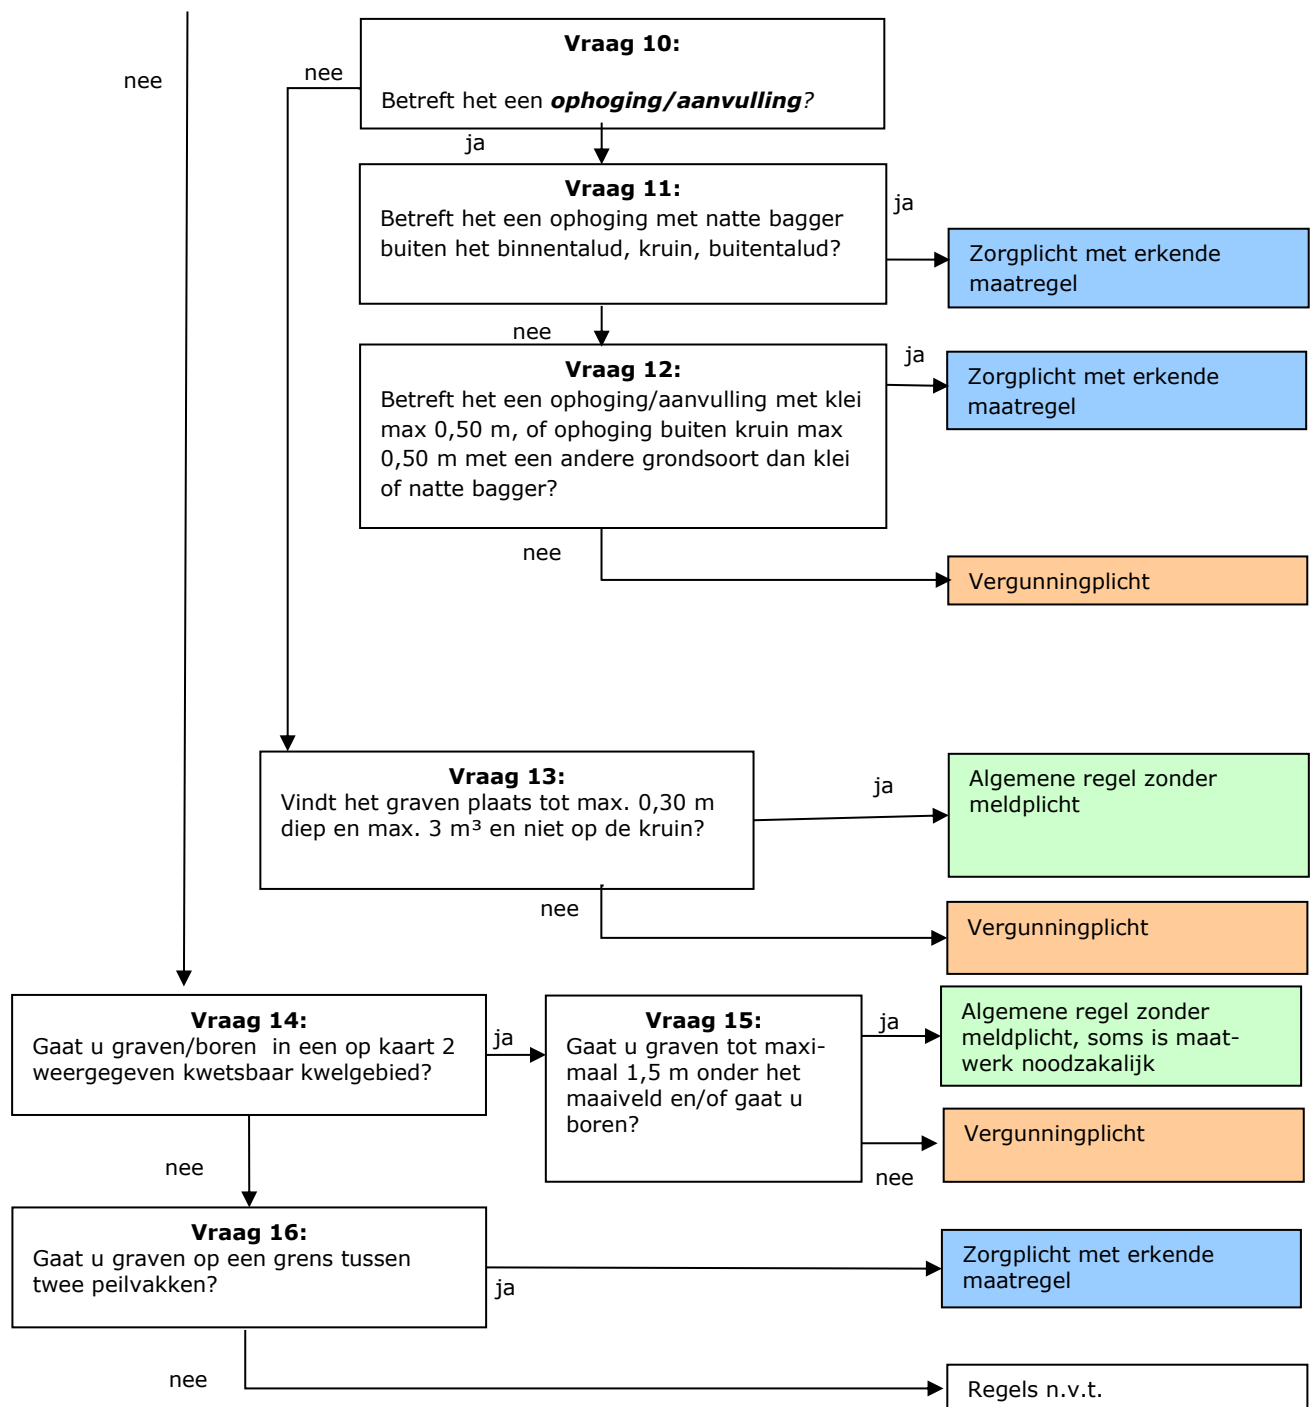 nee
nee
Vraag 10:
Betreft het een ophoging/aanvulling?
ja
Vraag 11:
Betreft het een ophoging met natte bagger
buiten het binnentalud, kruin, buitentalud?
ja
Zorgplicht met erkende
maatregel
nee
Vraag 12:
Betreft het een ophoging/aanvulling met klei
max 0,50 m, of ophoging buiten kruin max
0,50 m met een andere grondsoort dan klei
of natte bagger?
ja
Zorgplicht met erkende
maatregel
nee
Vergunningplicht
Vraag 13:
Vindt het graven plaats tot max. 0,30 m
diep en max. 3 m³ en niet op de kruin?
ja
Algemene regel zonder
meldplicht
nee
Vergunningplicht
Vraag 14:
Gaat u graven/boren  in een op kaart 2
weergegeven kwetsbaar kwelgebied?
ja
Vraag 15:
Gaat u graven tot maxi-
maal 1,5 m onder het
maaiveld en/of gaat u
boren?
ja
Algemene regel zonder
meldplicht, soms is maat-
werk noodzakalijk
nee
Vergunningplicht
nee
Vraag 16:
Gaat u graven op een grens tussen
twee peilvakken?
ja
Zorgplicht met erkende
maatregel
nee
Regels n.v.t.